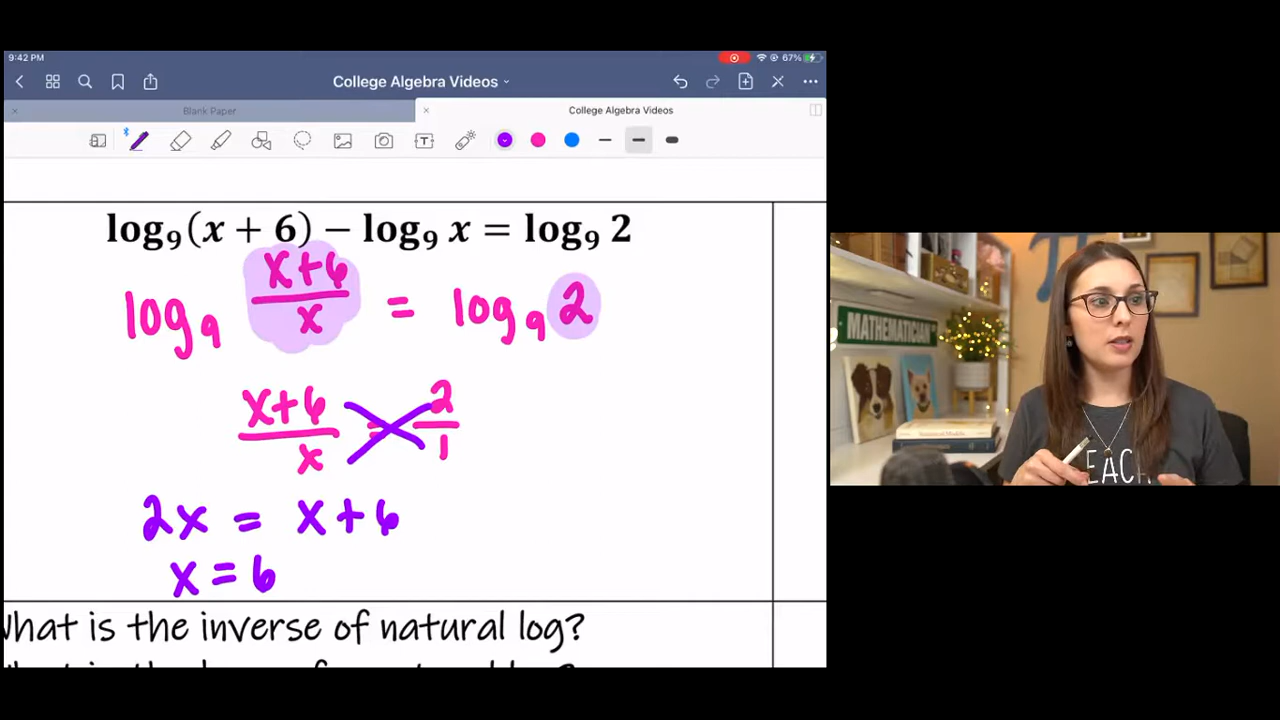 9:42 PM 67%
College Algebra Videos
Blank Paper College Algebra Videos
log₉(x + 6) − log₉ x = log₉ 2
log₉ (x+6)/x = log₉ 2
(x+6)/x = 2/1
2x = x+6
x = 6
What is the inverse of natural log?
MATHEMATICIAN
EACH